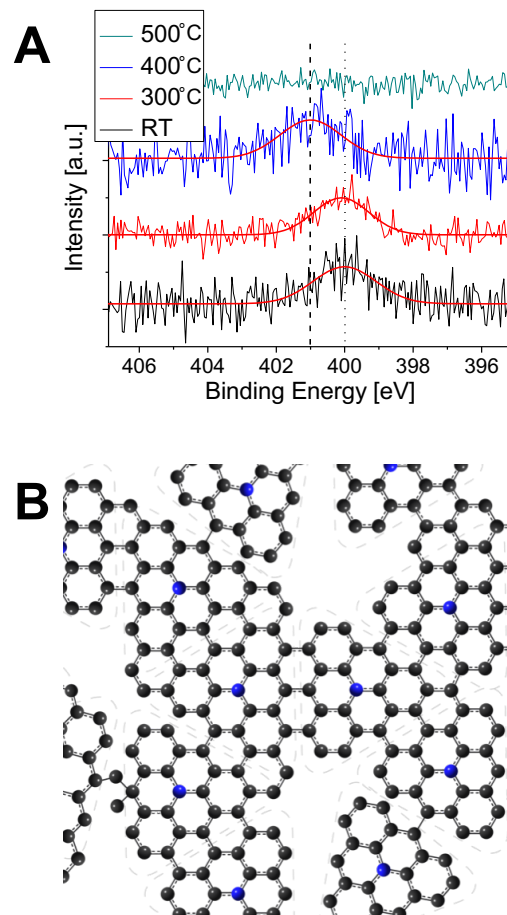 A
500°C
400°C
300°C
RT
Intensity [a.u.]
406 404 402 400 398 396
Binding Energy [eV]
B